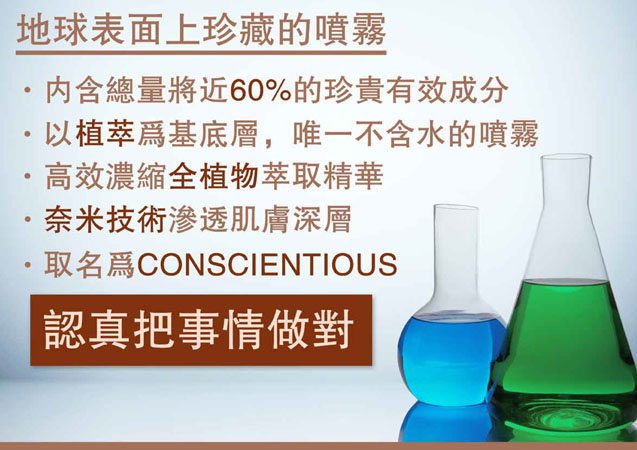 地球表面上珍藏的噴霧
·内含總量將近60%的珍貴有效成分
·以植萃爲基底層，唯一不含水的噴霧
·高效濃縮全植物萃取精華
·奈米技術滲透肌膚深層
·取名爲CONSCIENTIOUS
認真把事情做對